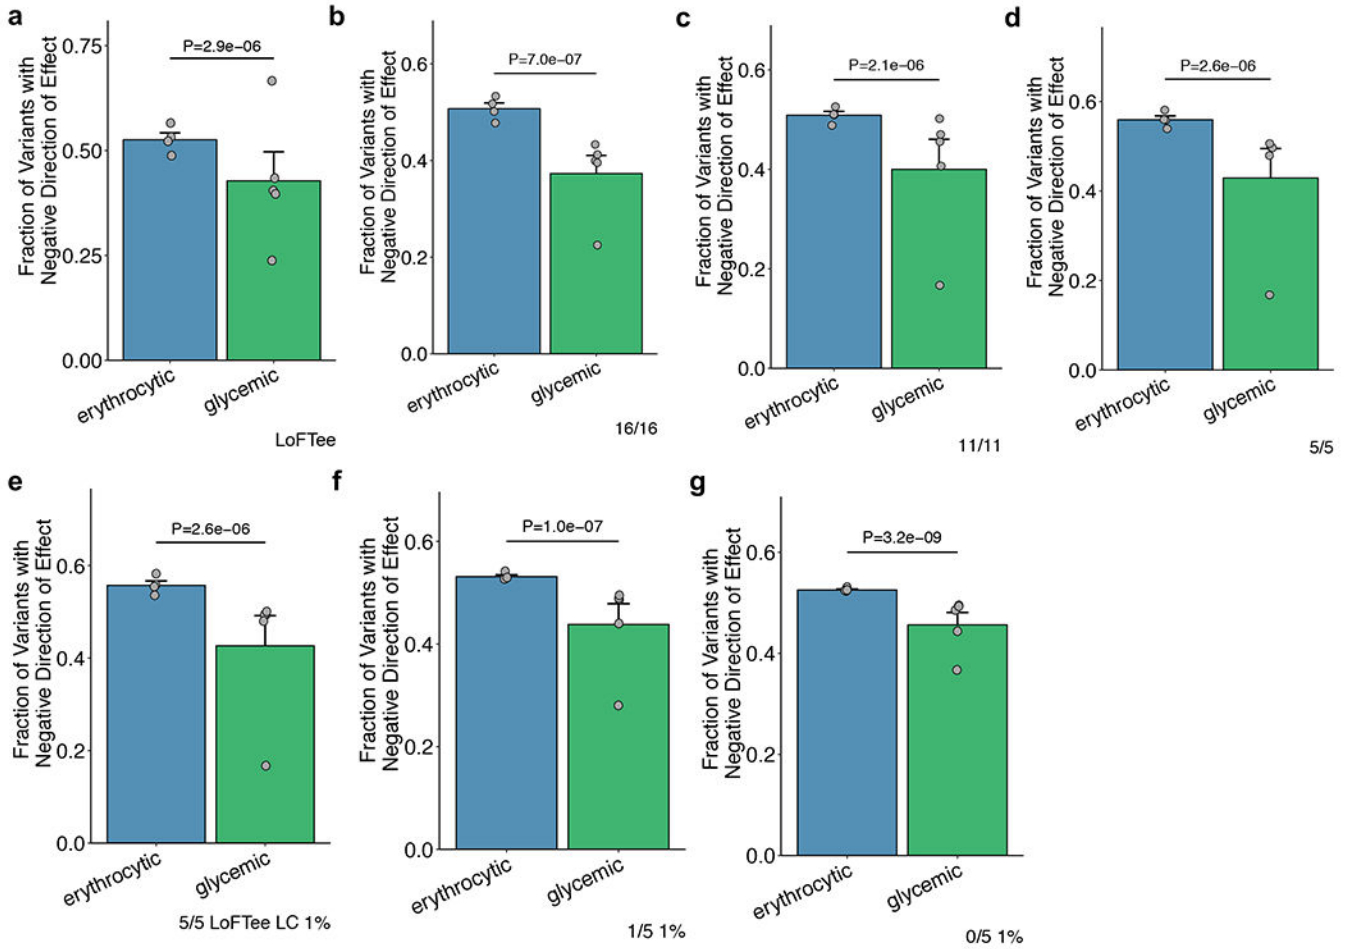 a
Fraction of Variants with
Negative Direction of Effect
0.75
0.50
0.25
0.00
P=2.9e−06
erythrocytic
glycemic
LoFTee
b
Fraction of Variants with
Negative Direction of Effect
0.6
0.4
0.2
0.0
P=7.0e−07
erythrocytic
glycemic
16/16
c
Fraction of Variants with
Negative Direction of Effect
0.6
0.4
0.2
0.0
P=2.1e−06
erythrocytic
glycemic
11/11
d
Fraction of Variants with
Negative Direction of Effect
0.6
0.4
0.2
0.0
P=2.6e−06
erythrocytic
glycemic
5/5
e
Fraction of Variants with
Negative Direction of Effect
0.6
0.4
0.2
0.0
P=2.6e−06
erythrocytic
glycemic
5/5 LoFTee LC 1%
f
Fraction of Variants with
Negative Direction of Effect
0.6
0.4
0.2
0.0
P=1.0e−07
erythrocytic
glycemic
1/5 1%
g
Fraction of Variants with
Negative Direction of Effect
0.6
0.4
0.2
0.0
P=3.2e−09
erythrocytic
glycemic
0/5 1%